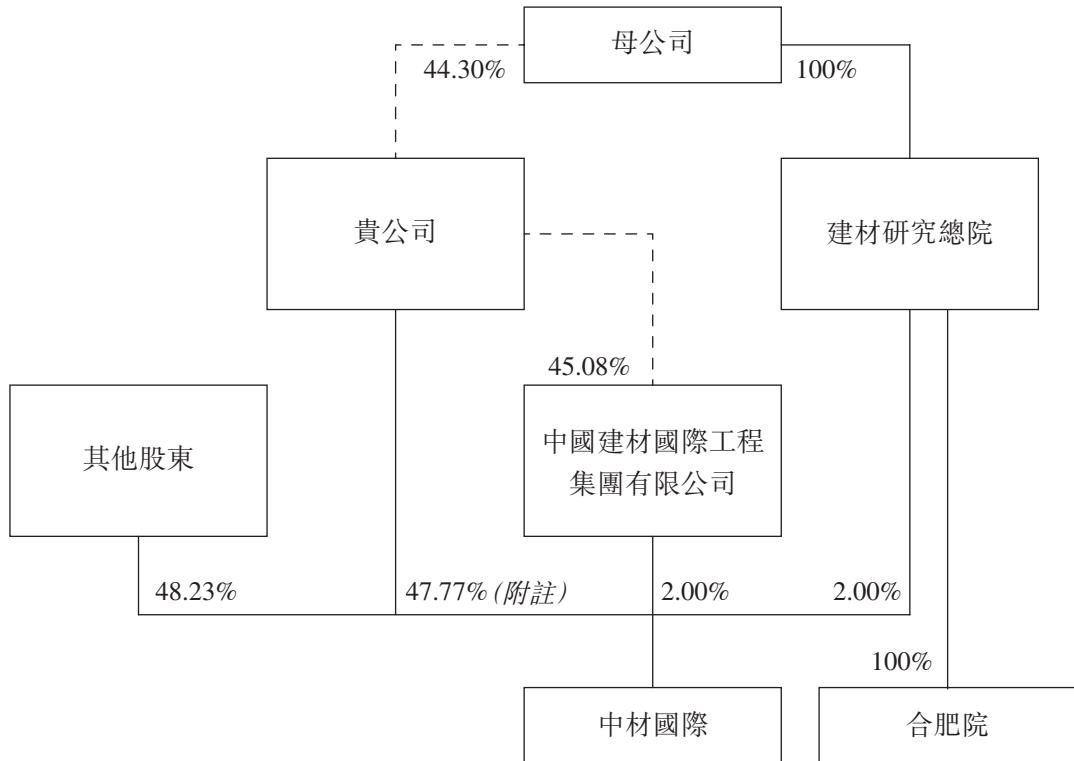 母公司
44.30%
100%
貴公司
建材研究總院
45.08%
其他股東
中國建材國際工程
集團有限公司
48.23%
47.77% (附註)
2.00%
2.00%
100%
中材國際
合肥院